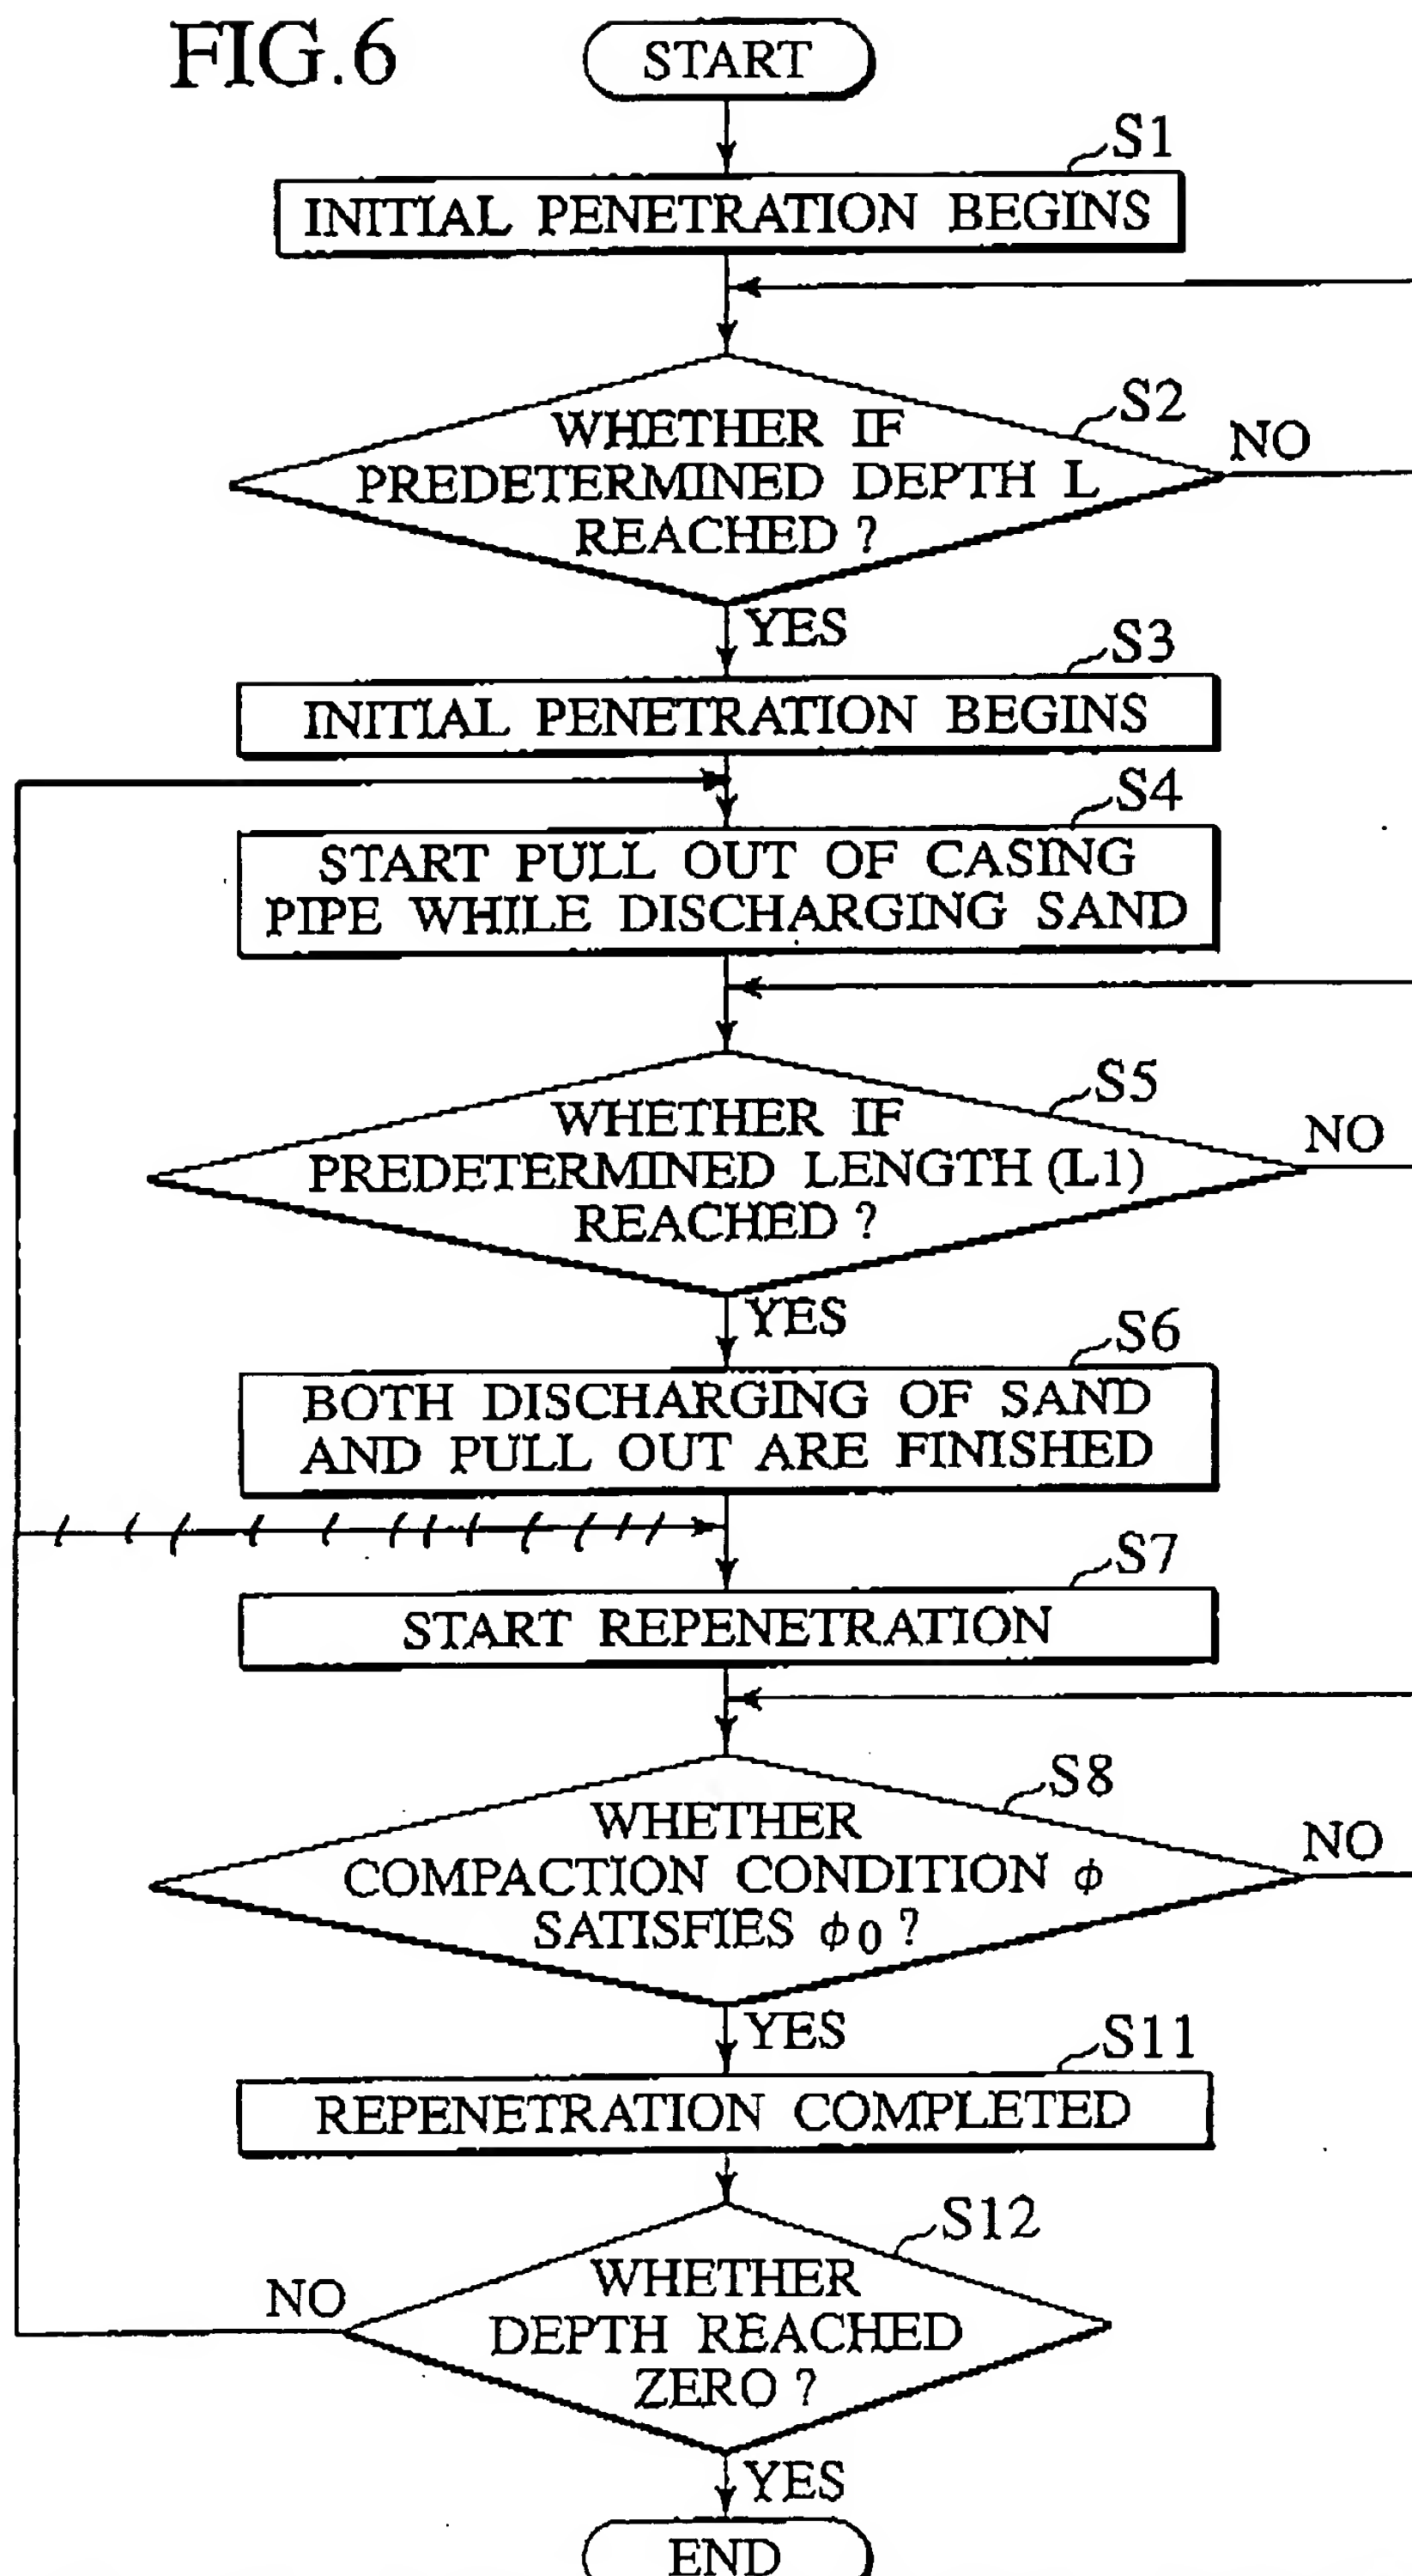 FIG.6
START
S1
INITIAL PENETRATION BEGINS
S2
WHETHER IF
PREDETERMINED DEPTH L
REACHED ?
NO
YES
S3
INITIAL PENETRATION BEGINS
S4
START PULL OUT OF CASING
PIPE WHILE DISCHARGING SAND
S5
WHETHER IF
PREDETERMINED LENGTH (L1)
REACHED ?
NO
YES
S6
BOTH DISCHARGING OF SAND
AND PULL OUT ARE FINISHED
S7
START REPENETRATION
S8
WHETHER
COMPACTION CONDITION φ
SATISFIES φ0 ?
NO
YES
S11
REPENETRATION COMPLETED
S12
WHETHER
DEPTH REACHED
ZERO ?
NO
YES
END